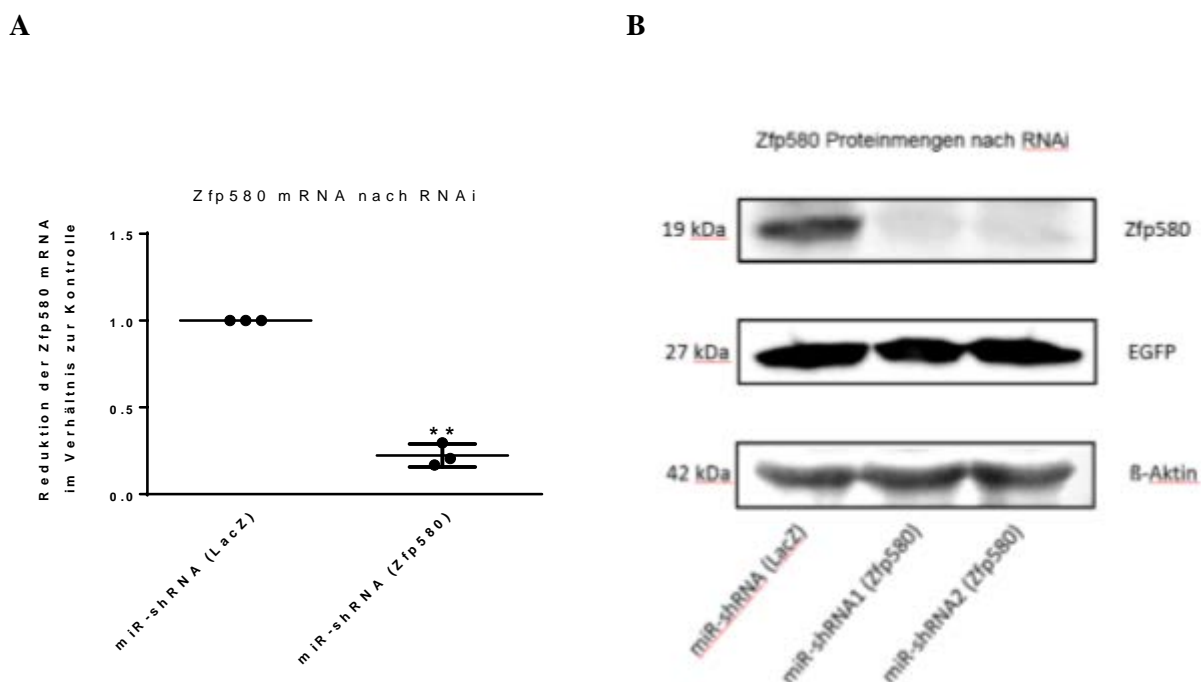 A
Zfp580 mRNA nach RNAi
Reduktion der Zfp580 mRNA
im Verhältnis zur Kontrolle
1.5
1.0
0.5
0.0
**
miR-shRNA (LacZ)
miR-shRNA (Zfp580)
B
Zfp580 Proteinmengen nach RNAi
19 kDa
Zfp580
27 kDa
EGFP
42 kDa
ß-Aktin
miR-shRNA (LacZ)
miR-shRNA1 (Zfp580)
miR-shRNA2 (Zfp580)